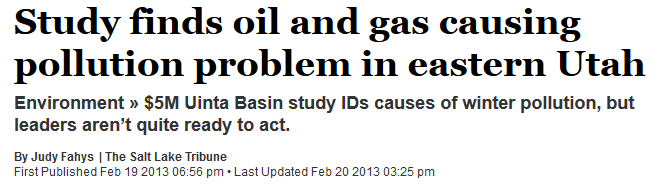 Study finds oil and gas causing
pollution problem in eastern Utah
Environment » $5M Uinta Basin study IDs causes of winter pollution, but
leaders aren’t quite ready to act.
By Judy Fahys | The Salt Lake Tribune
First Published Feb 19 2013 06:56 pm • Last Updated Feb 20 2013 03:25 pm